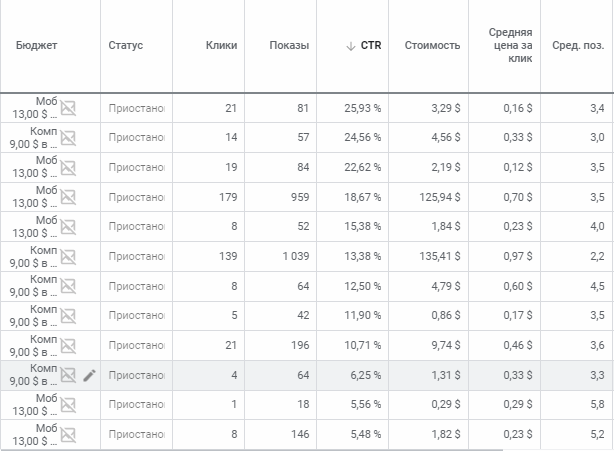 Бюджет Статус Клики Показы ↓ CTR Стоимость Средняя цена за клик Сред. поз.
Моб 13,00 $ ... Приостано 21 81 25,93 % 3,29 $ 0,16 $ 3,4
Комп 9,00 $ в ... Приостано 14 57 24,56 % 4,56 $ 0,33 $ 3,0
Моб 13,00 $ ... Приостано 19 84 22,62 % 2,19 $ 0,12 $ 3,5
Моб 13,00 $ ... Приостано 179 959 18,67 % 125,94 $ 0,70 $ 3,5
Моб 13,00 $ ... Приостано 8 52 15,38 % 1,84 $ 0,23 $ 4,0
Комп 9,00 $ в ... Приостано 139 1 039 13,38 % 135,41 $ 0,97 $ 2,2
Комп 9,00 $ в ... Приостано 8 64 12,50 % 4,79 $ 0,60 $ 4,5
Комп 9,00 $ в ... Приостано 5 42 11,90 % 0,86 $ 0,17 $ 3,5
Комп 9,00 $ в ... Приостано 21 196 10,71 % 9,74 $ 0,46 $ 3,6
Комп 9,00 $ в ... Приостано 4 64 6,25 % 1,31 $ 0,33 $ 3,3
Моб 13,00 $ ... Приостано 1 18 5,56 % 0,29 $ 0,29 $ 5,8
Моб 13,00 $ ... Приостано 8 146 5,48 % 1,82 $ 0,23 $ 5,2